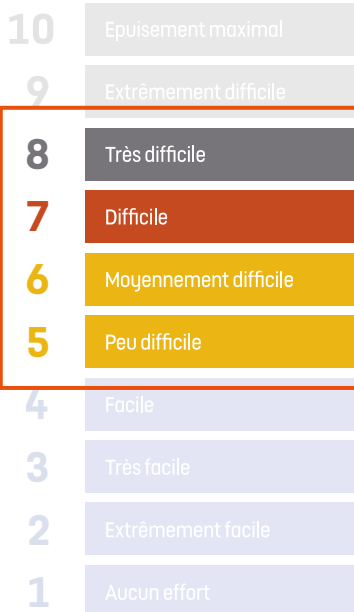 10 Epuisement maximal
9 Extrêmement difficile
8 Très difficile
7 Difficile
6 Moyennement difficile
5 Peu difficile
4 Facile
3 Très facile
2 Extrêmement facile
1 Aucun effort